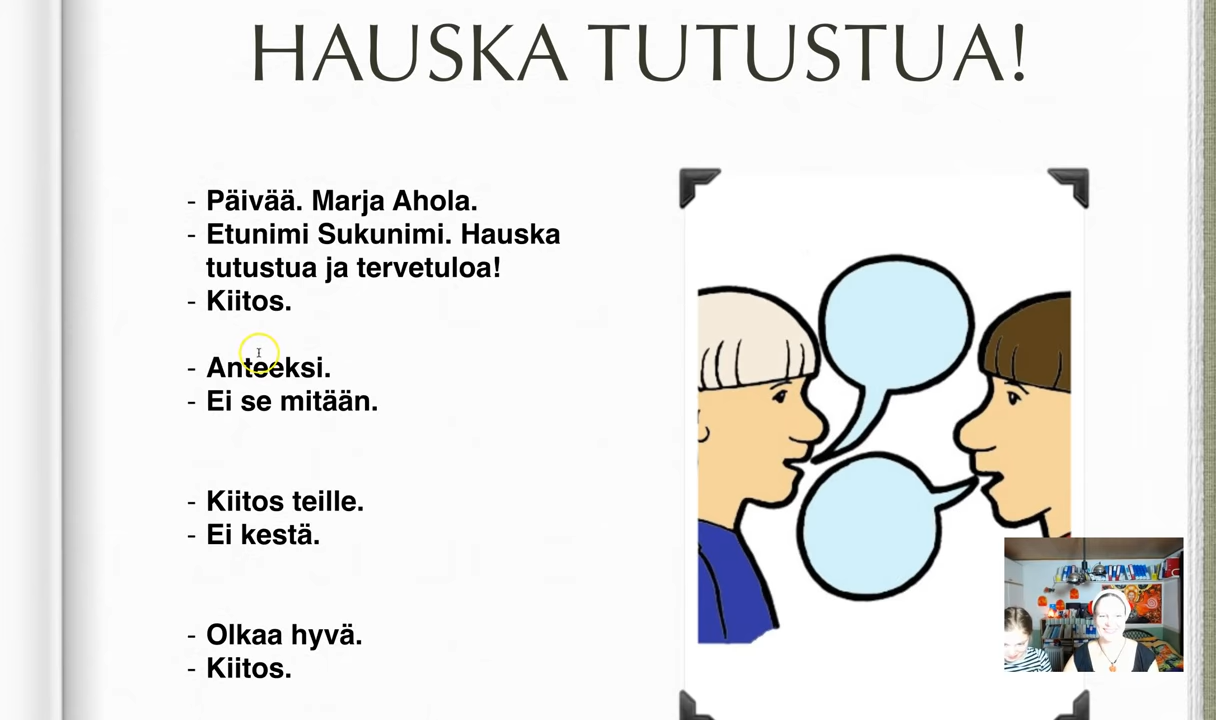 HAUSKA TUTUSTUA!
- Päivää. Marja Ahola.
- Etunimi Sukunimi. Hauska
tutustua ja tervetuloa!
- Kiitos.
- Anteeksi.
- Ei se mitään.
- Kiitos teille.
- Ei kestä.
- Olkaa hyvä.
- Kiitos.